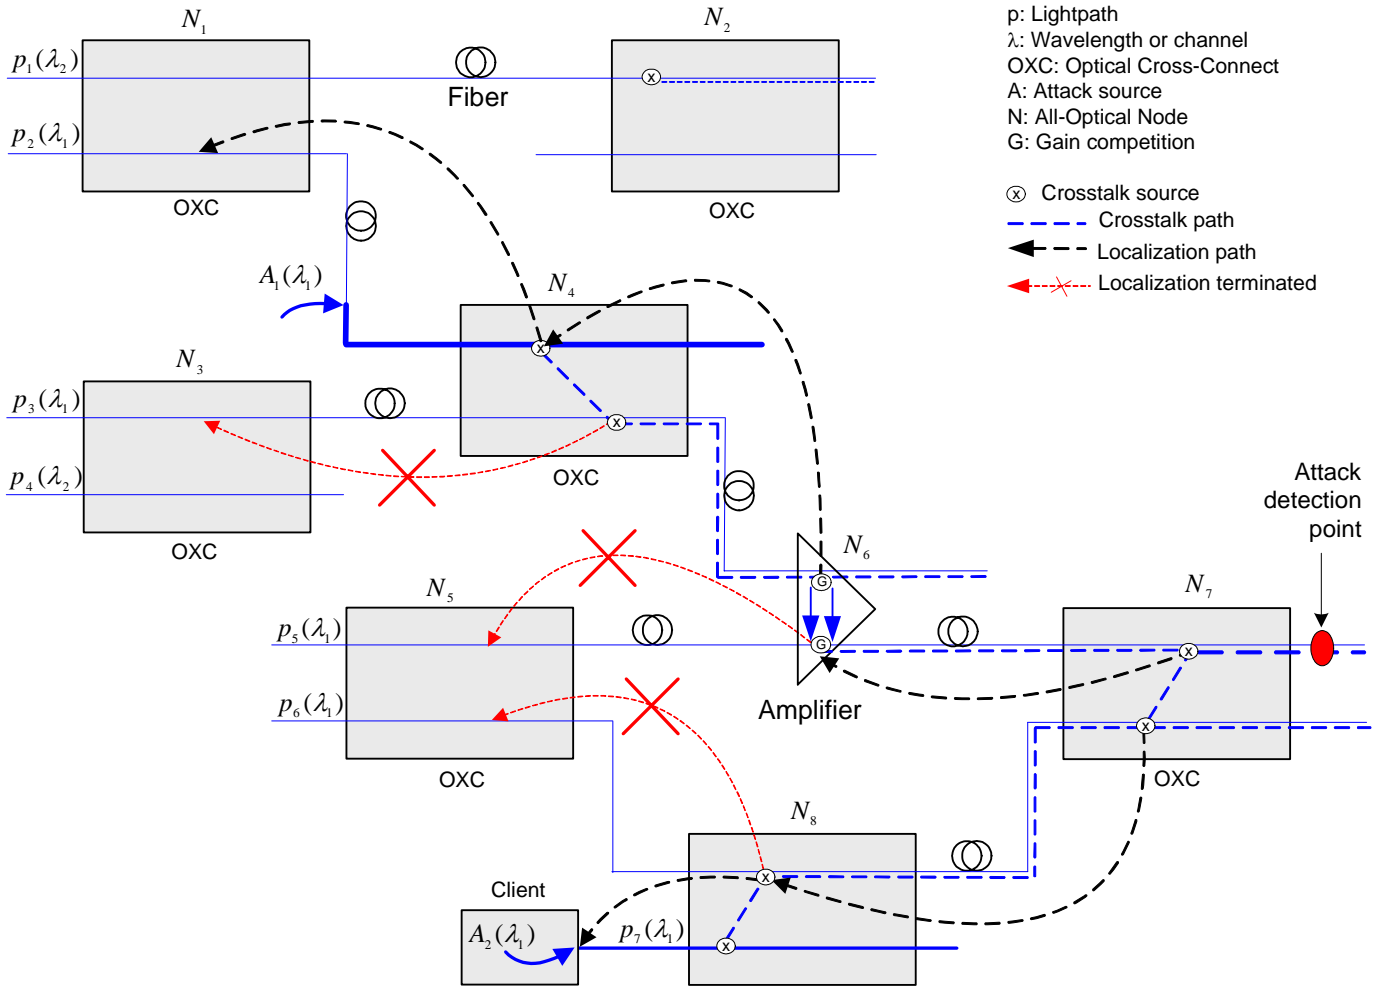 N₁
N₂
p: Lightpath
λ: Wavelength or channel
OXC: Optical Cross-Connect
A: Attack source
N: All-Optical Node
G: Gain competition
p₁(λ₂)
x
Fiber
p₂(λ₁)
OXC
OXC
x Crosstalk source
Crosstalk path
Localization path
Localization terminated
A₁(λ₁)
N₄
x
N₃
p₃(λ₁)
x
OXC
p₄(λ₂)
OXC
Attack
detection
point
N₆
G
N₅
N₇
p₅(λ₁)
G
x
p₆(λ₁)
Amplifier
x
OXC
OXC
N₈
x
Client
A₂(λ₁)
p₇(λ₁)
x